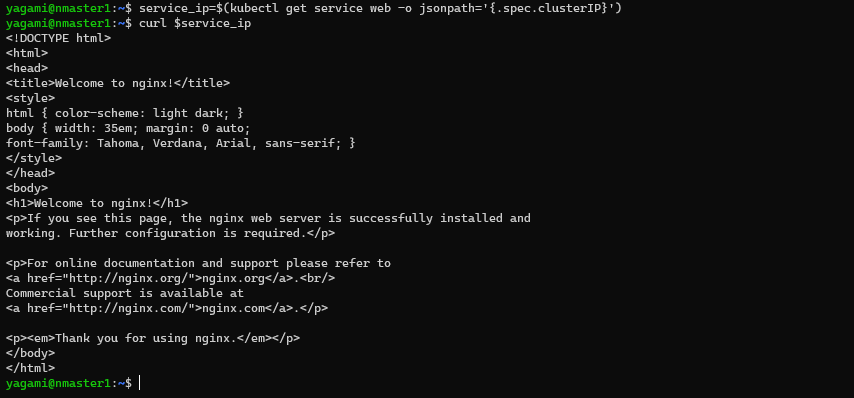 yagami@nmaster1:~$ service_ip=$(kubectl get service web -o jsonpath='{.spec.clusterIP}')
yagami@nmaster1:~$ curl $service_ip
<!DOCTYPE html>
<html>
<head>
<title>Welcome to nginx!</title>
<style>
html { color-scheme: light dark; }
body { width: 35em; margin: 0 auto;
font-family: Tahoma, Verdana, Arial, sans-serif; }
</style>
</head>
<body>
<h1>Welcome to nginx!</h1>
<p>If you see this page, the nginx web server is successfully installed and
working. Further configuration is required.</p>

<p>For online documentation and support please refer to
<a href="http://nginx.org/">nginx.org</a>.<br/>
Commercial support is available at
<a href="http://nginx.com/">nginx.com</a>.</p>

<p><em>Thank you for using nginx.</em></p>
</body>
</html>
yagami@nmaster1:~$